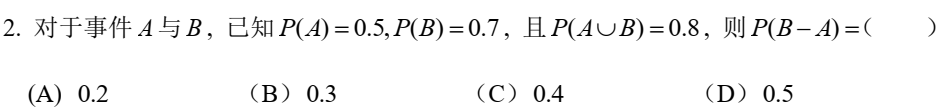 2. 对于事件 A 与 B，已知 P(A)=0.5,P(B)=0.7，且 P(A∪B)=0.8，则 P(B−A)=(　　)
(A) 0.2　　（B）0.3　　（C）0.4　　（D）0.5